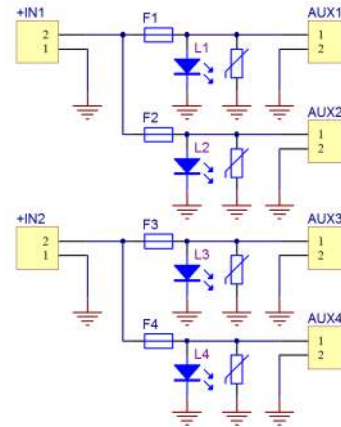 +IN1 F1 AUX1
2 L1 1
1 2
F2 AUX2
L2 1
2
+IN2 F3 AUX3
2 L3 1
1 2
F4 AUX4
L4 1
2